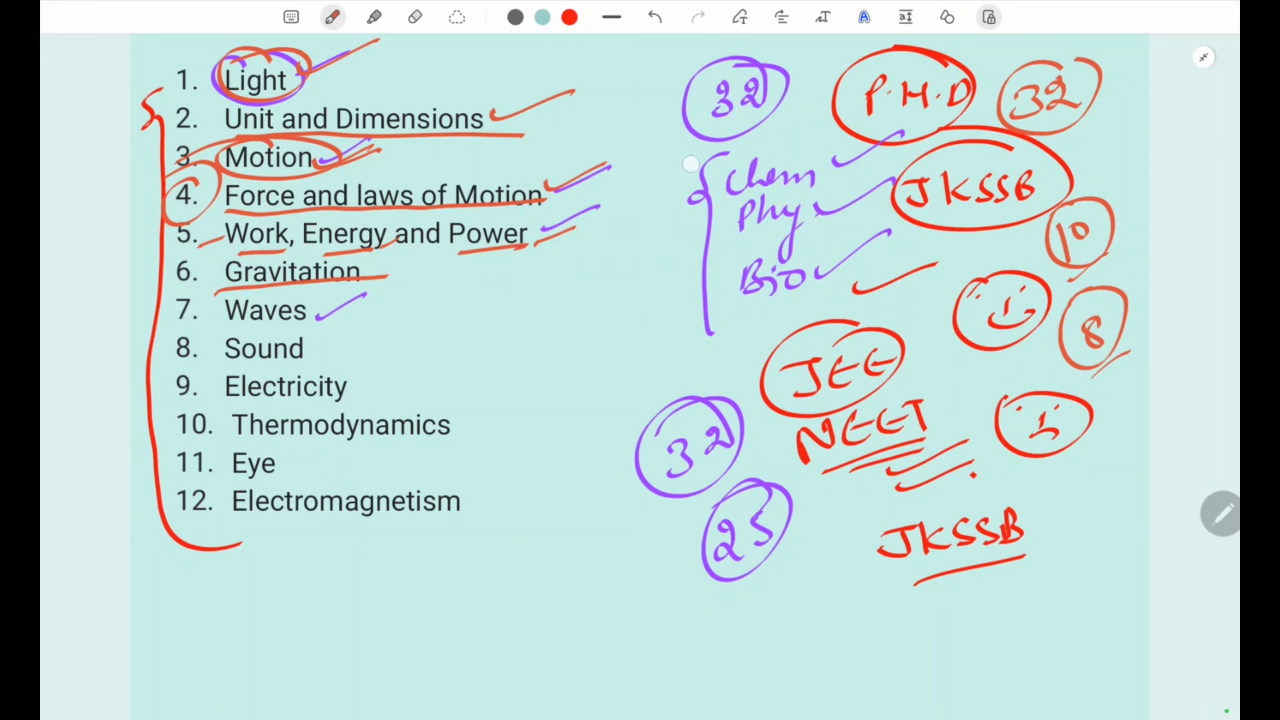 1. Light
2. Unit and Dimensions
3. Motion
4. Force and laws of Motion
5. Work, Energy and Power
6. Gravitation
7. Waves
8. Sound
9. Electricity
10. Thermodynamics
11. Eye
12. Electromagnetism
32
P.H.D
32
Chem
Phy
Bio
JKSSB
10
8
JEE
NEET
32
25
JKSSB